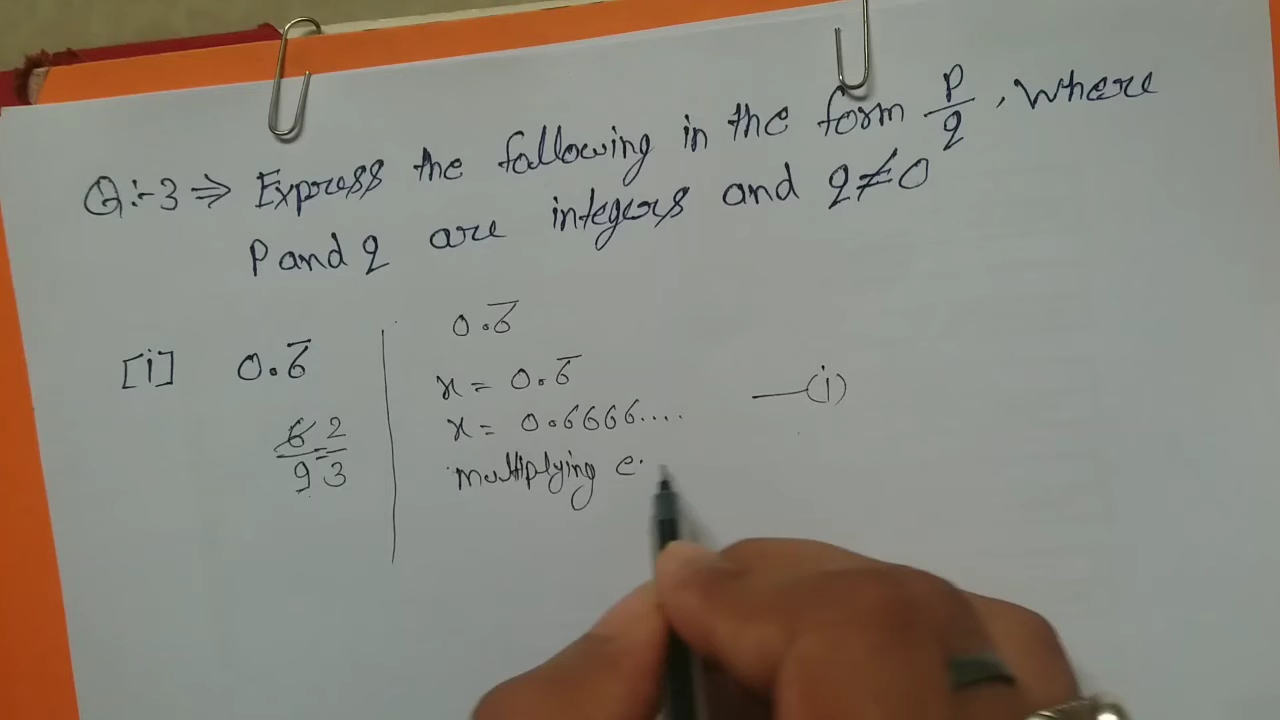 Q:-3 ⇒ Express the following in the form P/q, where
P and q are integers and q≠0
[i] 0.6̅
6/9 = 2/3
0.6̅
x = 0.6̅
x = 0.6666.... —(i)
multiplying e